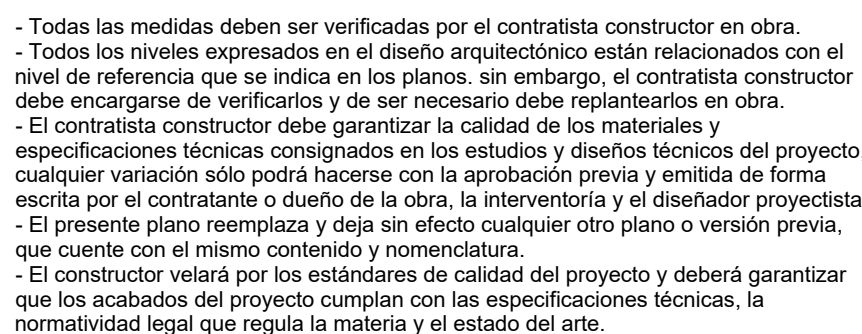 - Todas las medidas deben ser verificadas por el contratista constructor en obra.
- Todos los niveles expresados en el diseño arquitectónico están relacionados con el
nivel de referencia que se indica en los planos. sin embargo, el contratista constructor
debe encargarse de verificarlos y de ser necesario debe replantearlos en obra.
- El contratista constructor debe garantizar la calidad de los materiales y
especificaciones técnicas consignados en los estudios y diseños técnicos del proyecto,
cualquier variación sólo podrá hacerse con la aprobación previa y emitida de forma
escrita por el contratante o dueño de la obra, la interventoría y el diseñador proyectista
- El presente plano reemplaza y deja sin efecto cualquier otro plano o versión previa,
que cuente con el mismo contenido y nomenclatura.
- El constructor velará por los estándares de calidad del proyecto y deberá garantizar
que los acabados del proyecto cumplan con las especificaciones técnicas, la
normatividad legal que regula la materia y el estado del arte.